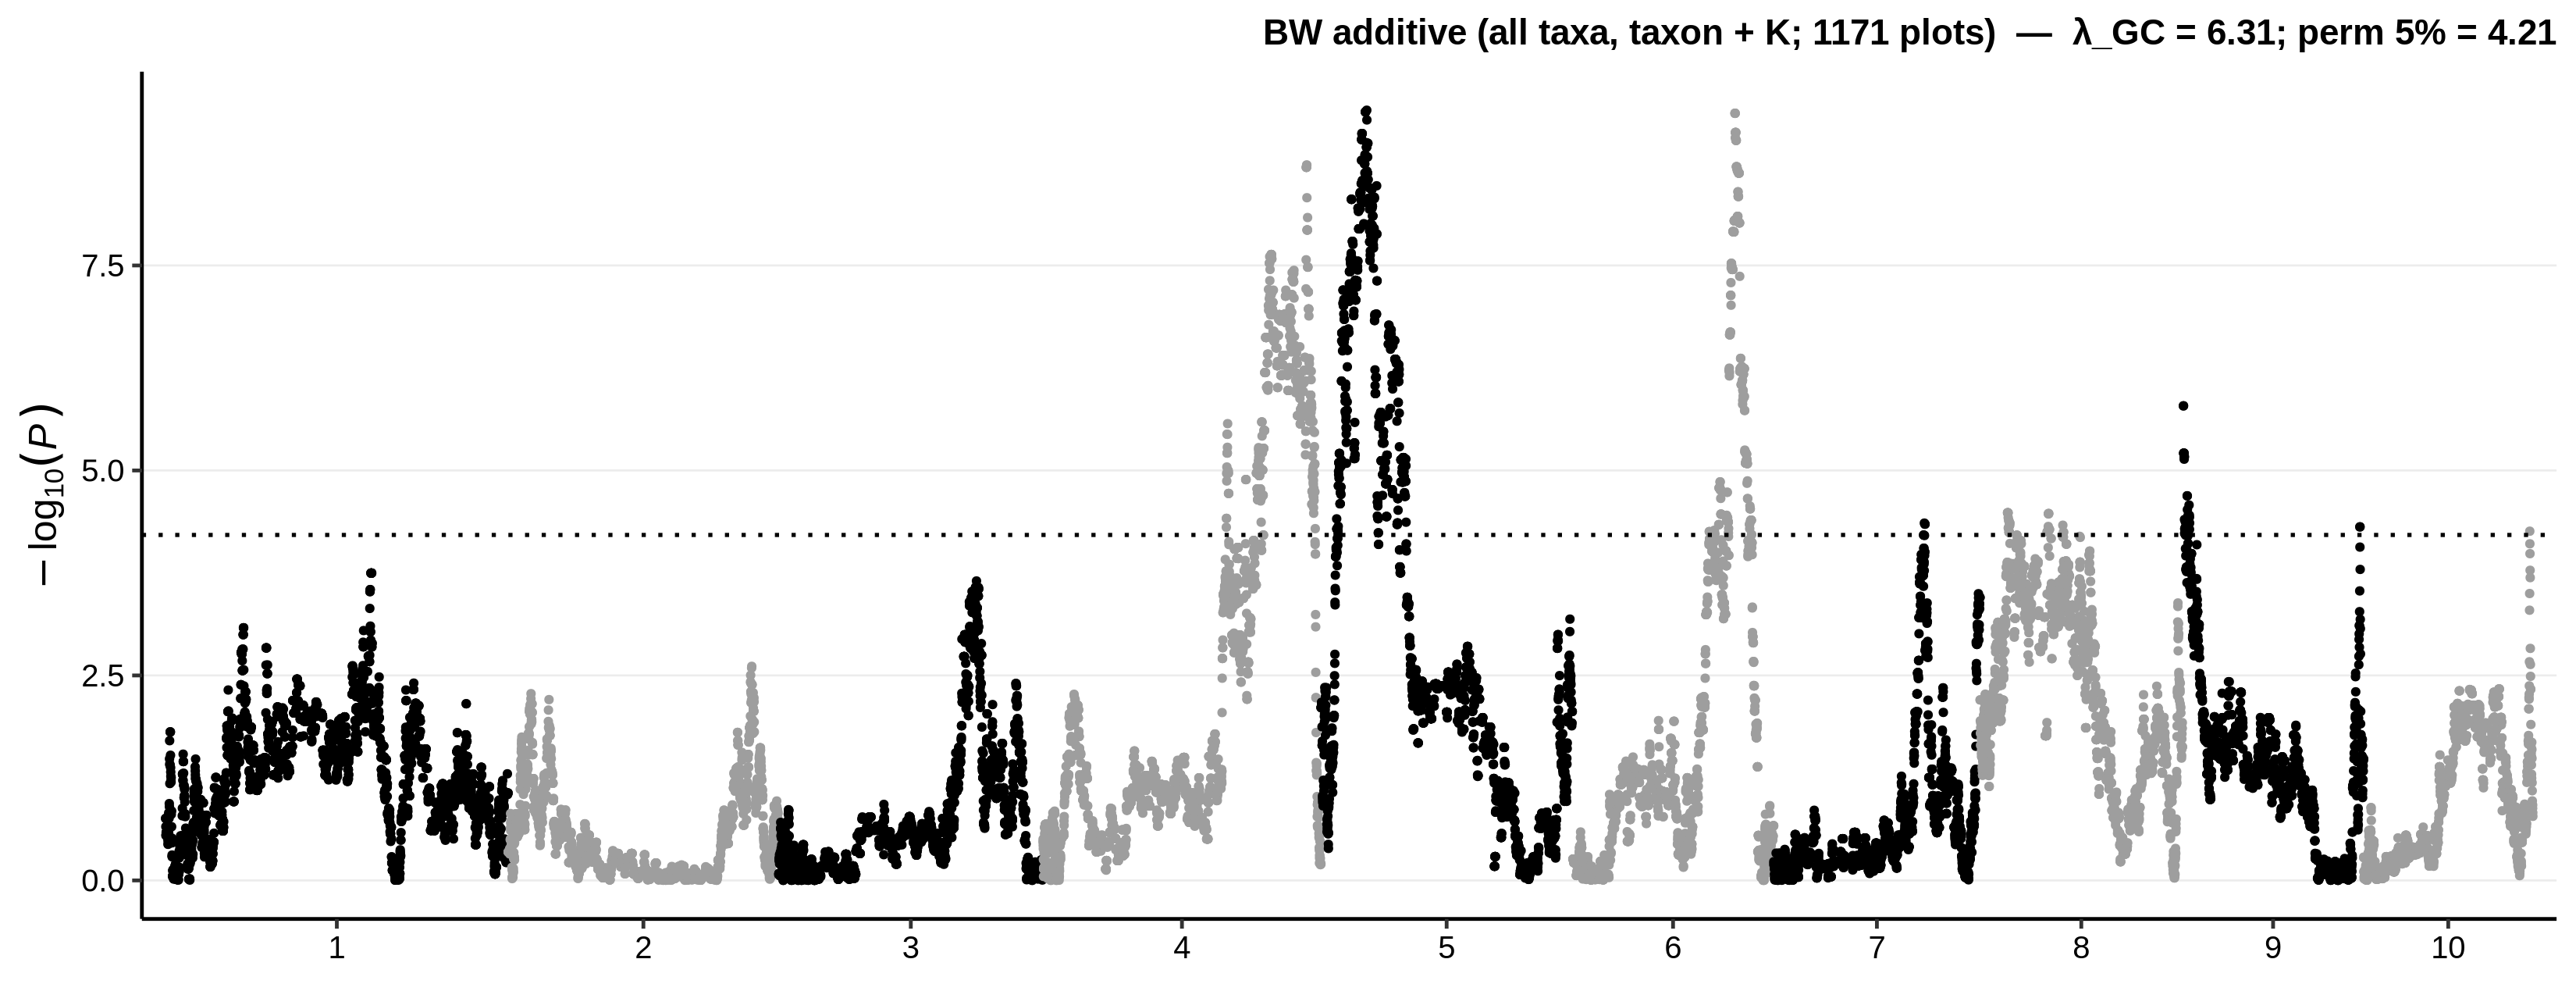 BW additive (all taxa, taxon + K; 1171 plots) — λ_GC = 6.31; perm 5% = 4.21
− log₁₀(P)
7.5
5.0
2.5
0.0
1 2 3 4 5 6 7 8 9 10